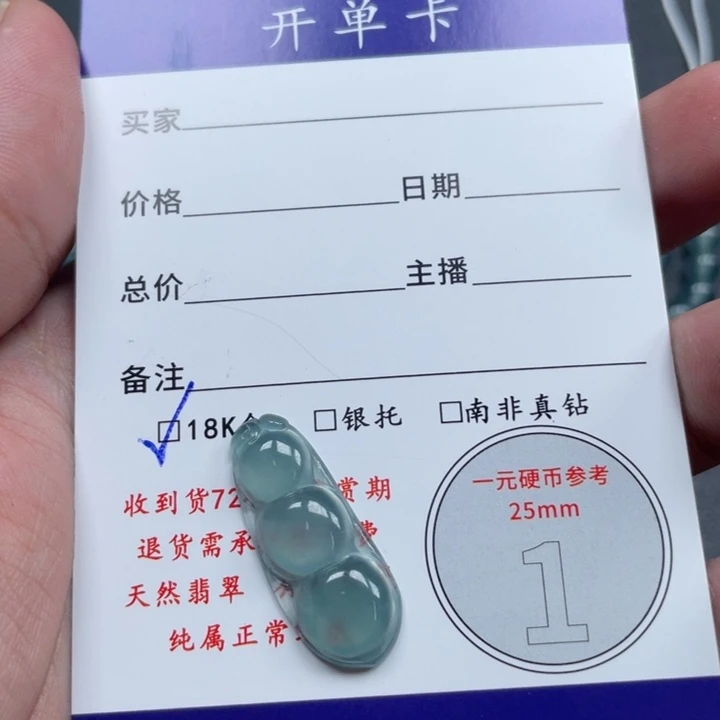 开单卡
买家
价格 日期
总价 主播
备注
18K 银托 南非真钻
收到货72 赏期
退货需承 费
天然翡翠
纯属正常
一元硬币参考
25mm
1